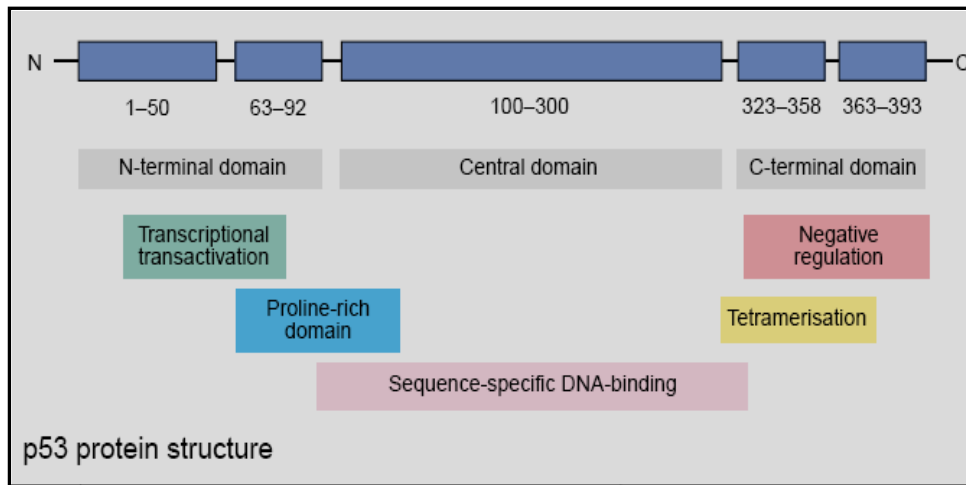 N
C
1–50
63–92
100–300
323–358
363–393
N-terminal domain
Central domain
C-terminal domain
Transcriptional
transactivation
Negative
regulation
Proline-rich
domain
Tetramerisation
Sequence-specific DNA-binding
p53 protein structure